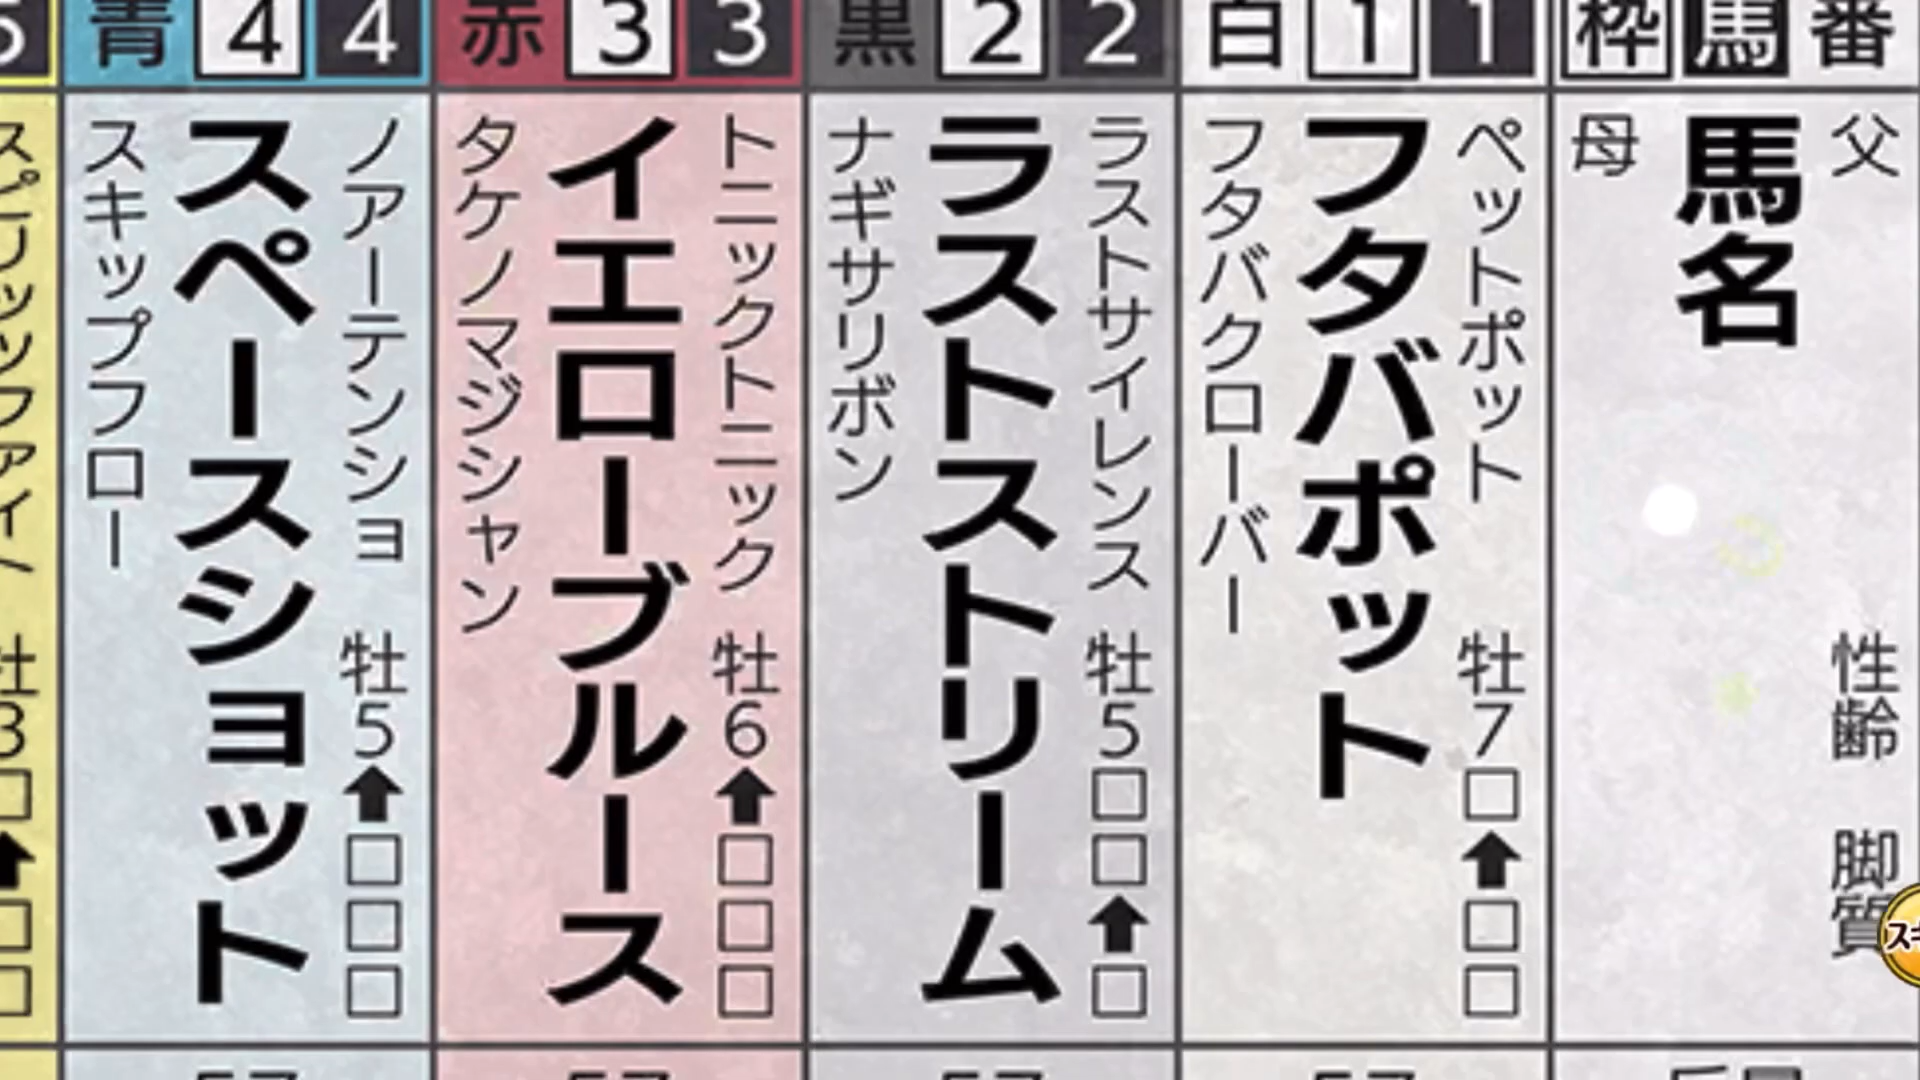 枠 馬 番
父 性齢 脚質
馬名
母
白 1 1
ペットポット 牡7□⬆□□
フタバポット
フタバクローバー
黒 2 2
ラストサイレンス 牡5□□⬆□
ラストストリーム
ナギサリボン
赤 3 3
トニックトニック 牡6⬆□□□
イエローブルース
タケノマジシャン
青 4 4
ノアーテンショ 牡5⬆□□□
スペースショット
スキップフロー
5
牡3□⬆□□